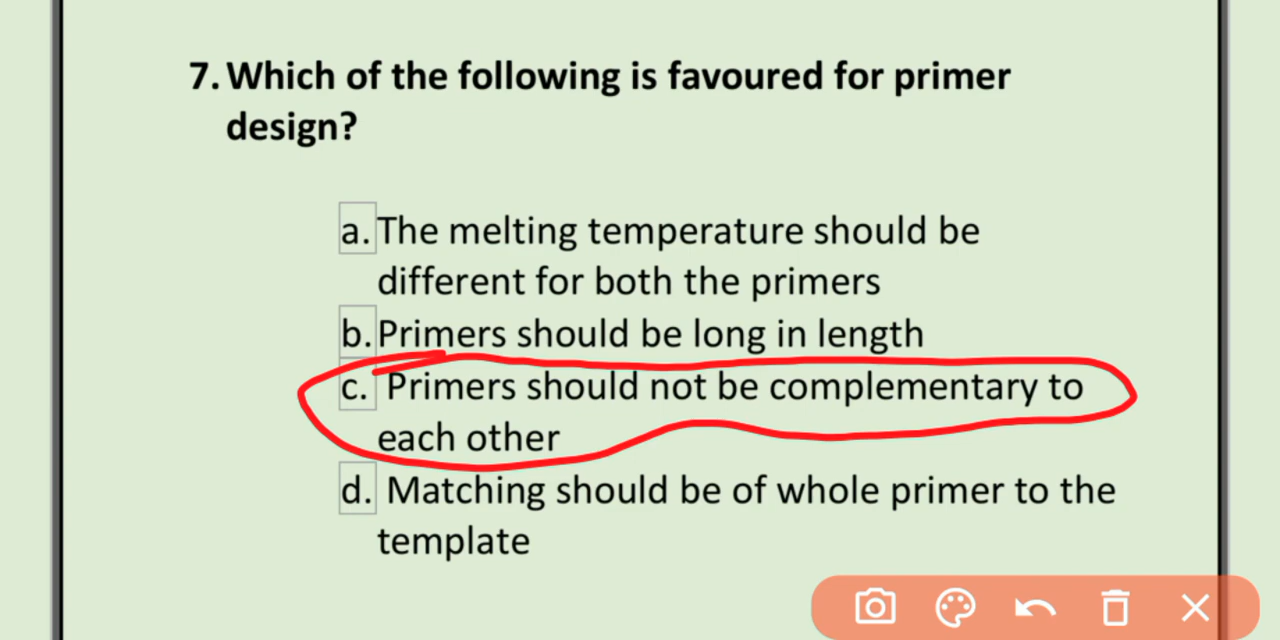 7. Which of the following is favoured for primer
design?
a. The melting temperature should be
different for both the primers
b. Primers should be long in length
c. Primers should not be complementary to
each other
d. Matching should be of whole primer to the
template